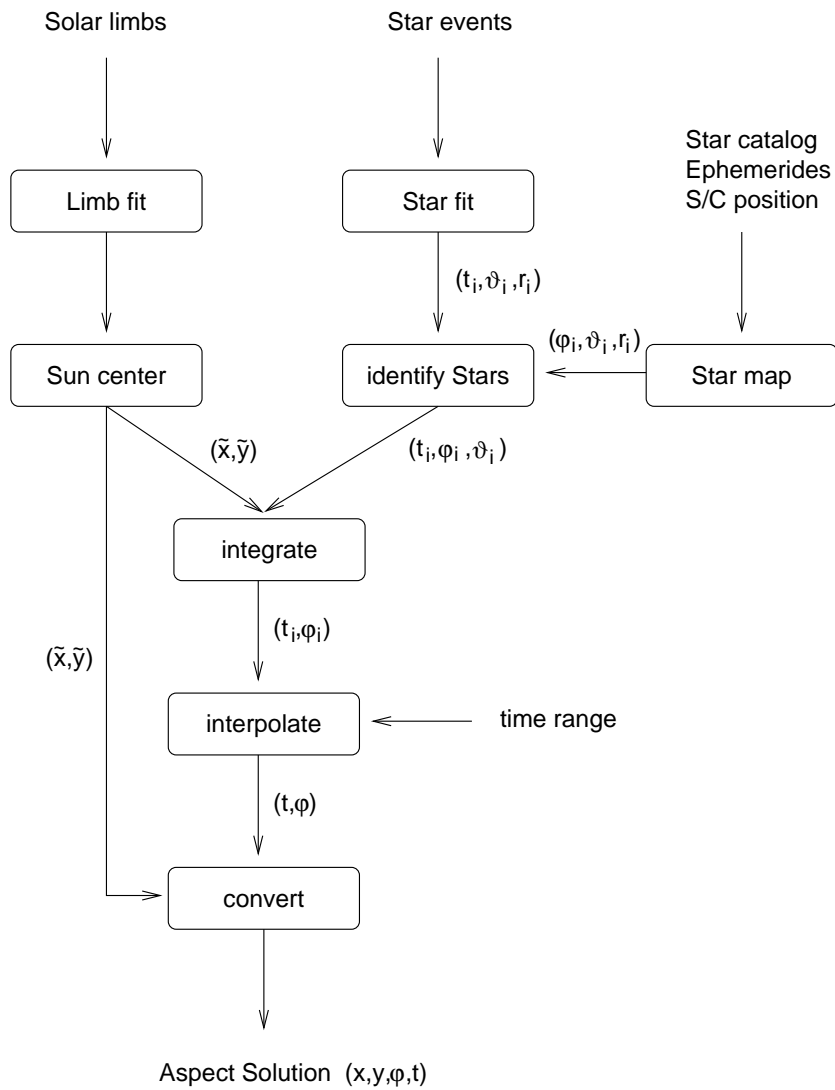 Solar limbs
Star events
Star catalog
Ephemerides
S/C position
Limb fit
Star fit
(t_i,ϑ_i,r_i)
(φ_i,ϑ_i,r_i)
Sun center
identify Stars
Star map
(x̃,ỹ)
(t_i,φ_i,ϑ_i)
integrate
(t_i,φ_i)
(x̃,ỹ)
interpolate
time range
(t,φ)
convert
Aspect Solution (x,y,φ,t)